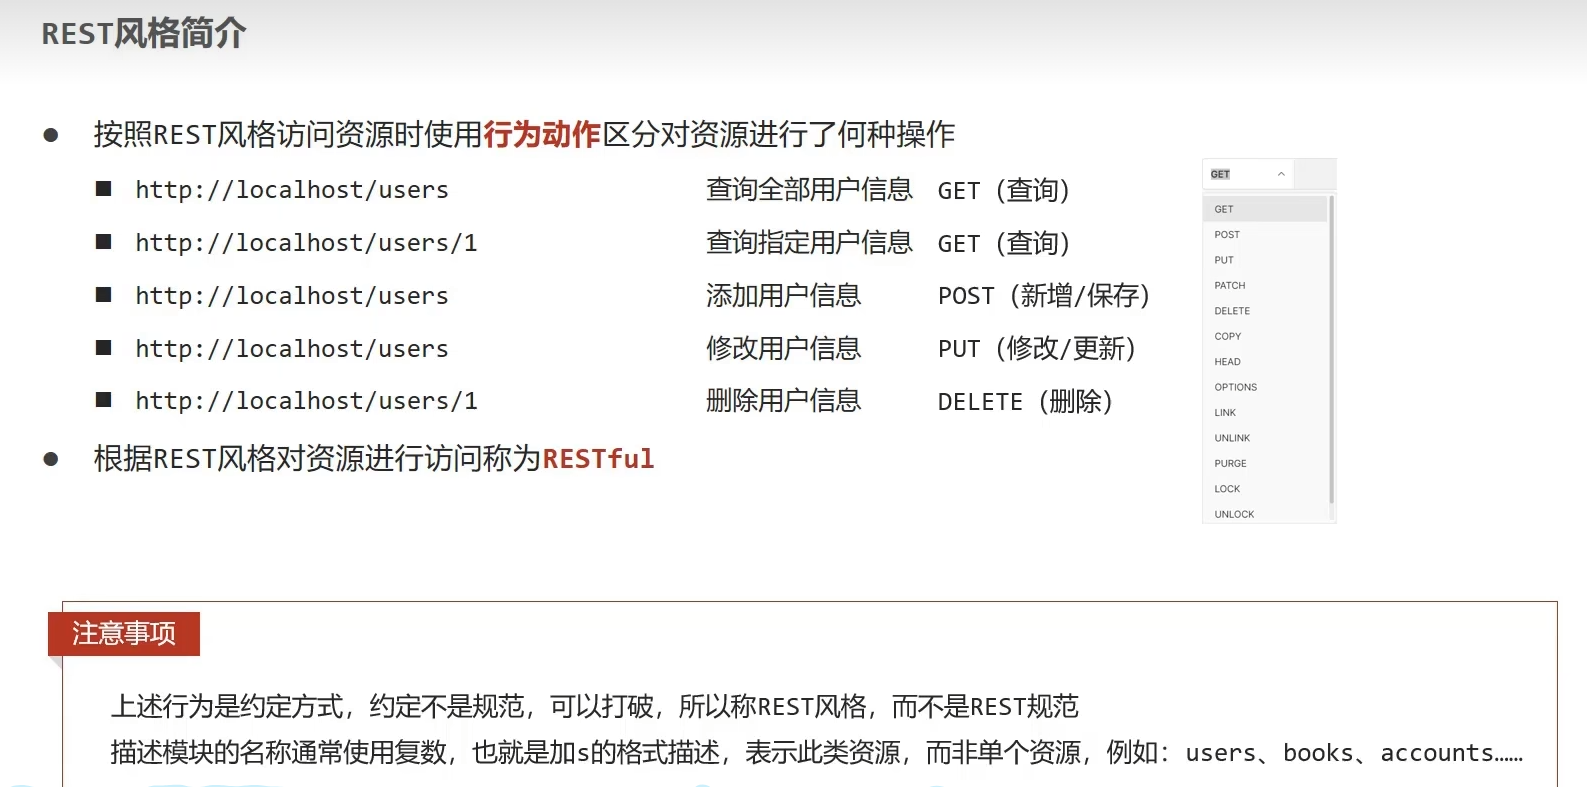 REST风格简介
按照REST风格访问资源时使用行为动作区分对资源进行了何种操作
http://localhost/users 查询全部用户信息 GET（查询）
http://localhost/users/1 查询指定用户信息 GET（查询）
http://localhost/users 添加用户信息 POST（新增/保存）
http://localhost/users 修改用户信息 PUT（修改/更新）
http://localhost/users/1 删除用户信息 DELETE（删除）
根据REST风格对资源进行访问称为RESTful
GET
GET
POST
PUT
PATCH
DELETE
COPY
HEAD
OPTIONS
LINK
UNLINK
PURGE
LOCK
UNLOCK
注意事项
上述行为是约定方式，约定不是规范，可以打破，所以称REST风格，而不是REST规范
描述模块的名称通常使用复数，也就是加s的格式描述，表示此类资源，而非单个资源，例如：users、books、accounts……